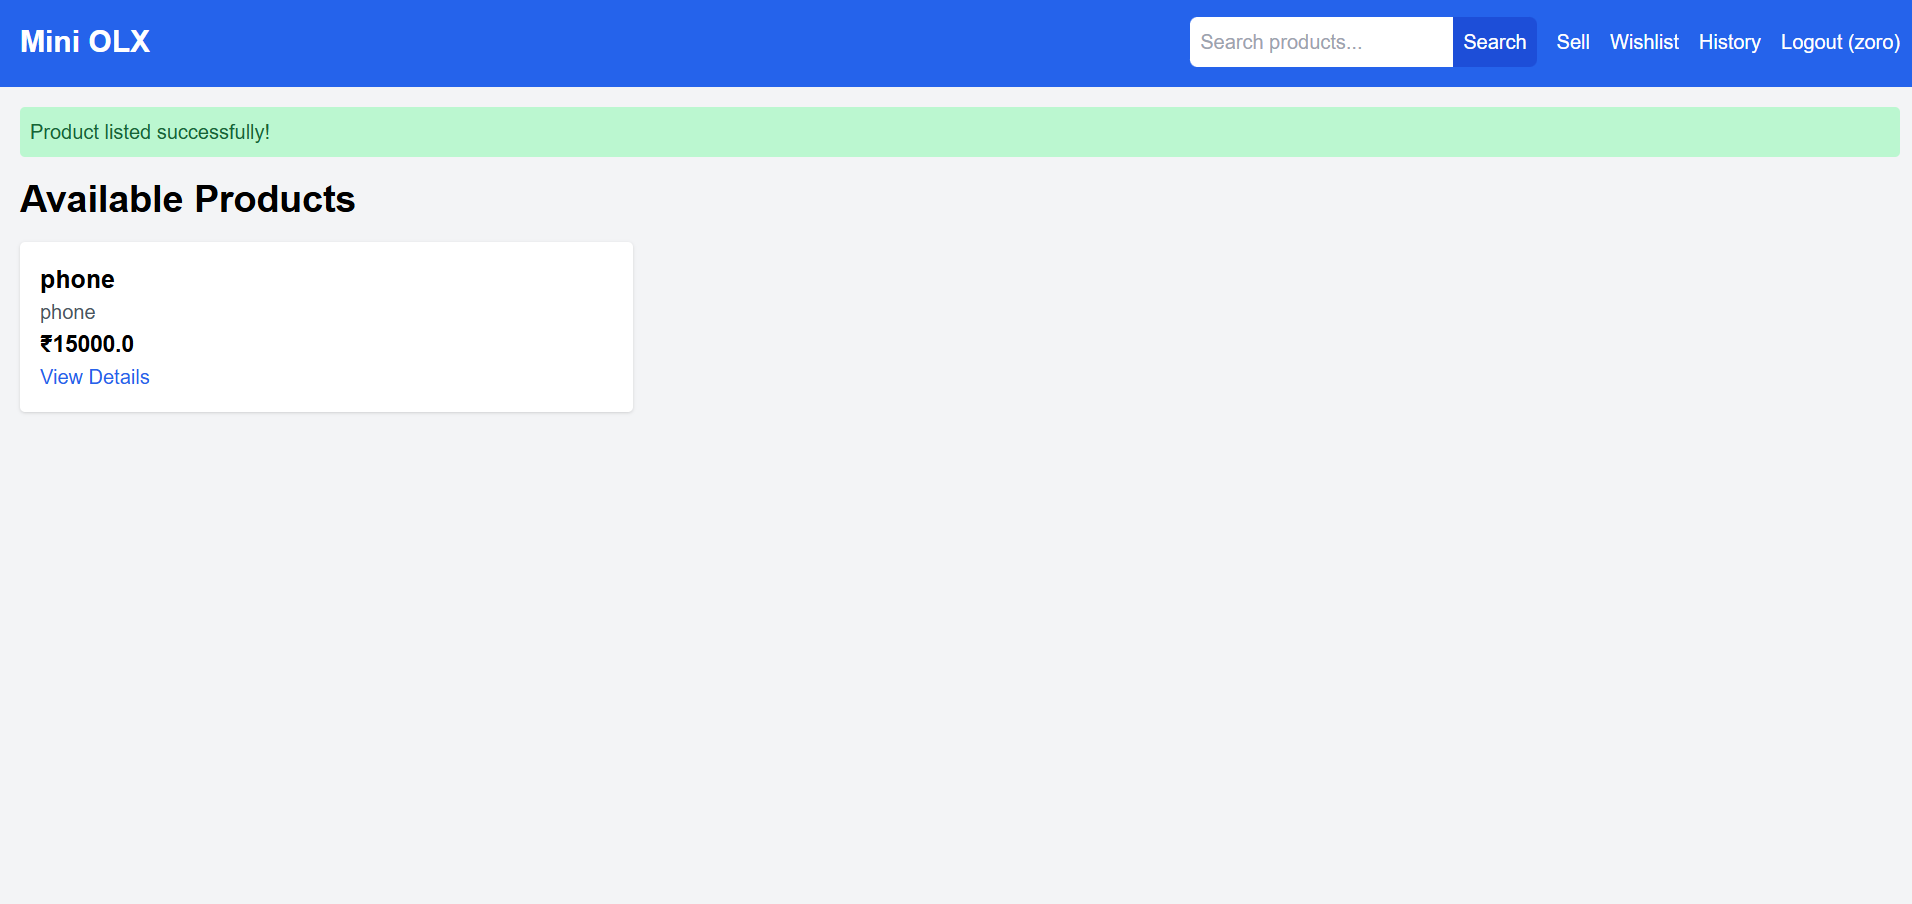 Mini OLX
Search products... Search Sell Wishlist History Logout (zoro)
Product listed successfully!
Available Products
phone
phone
₹15000.0
View Details